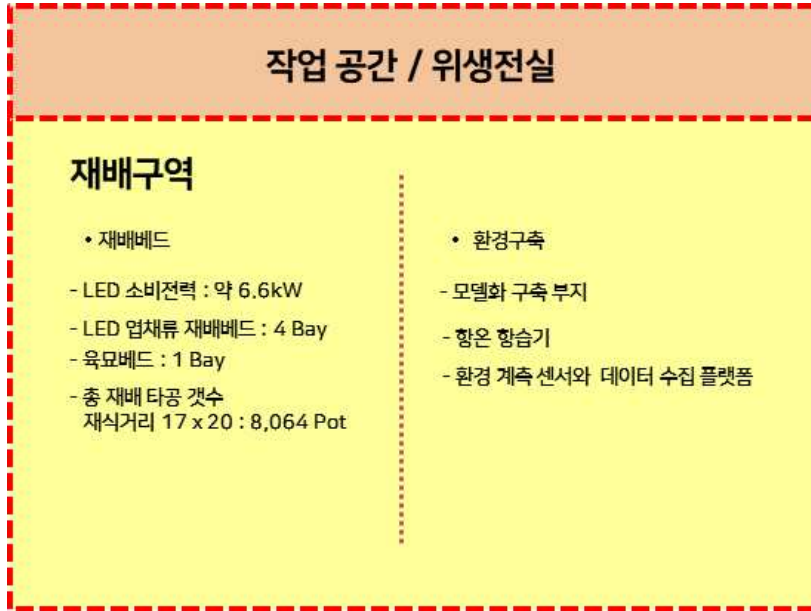 작업 공간 / 위생전실
재배구역
• 재배베드
- LED 소비전력 : 약 6.6kW
- LED 엽채류 재배베드 : 4 Bay
- 육묘베드 : 1 Bay
- 총 재배 타공 갯수
재식거리 17 x 20 : 8,064 Pot
• 환경구축
- 모델화 구축 부지
- 항온 항습기
- 환경 계측 센서와 데이터 수집 플랫폼